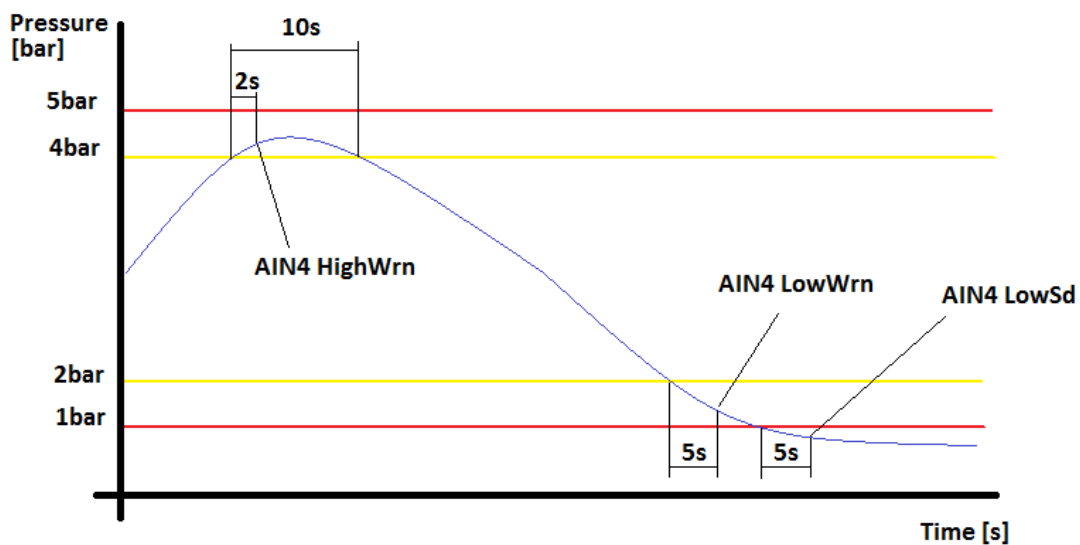 Pressure
[bar]
10s
2s
5bar
4bar
AIN4 HighWrn
AIN4 LowWrn
AIN4 LowSd
2bar
1bar
5s
5s
Time [s]